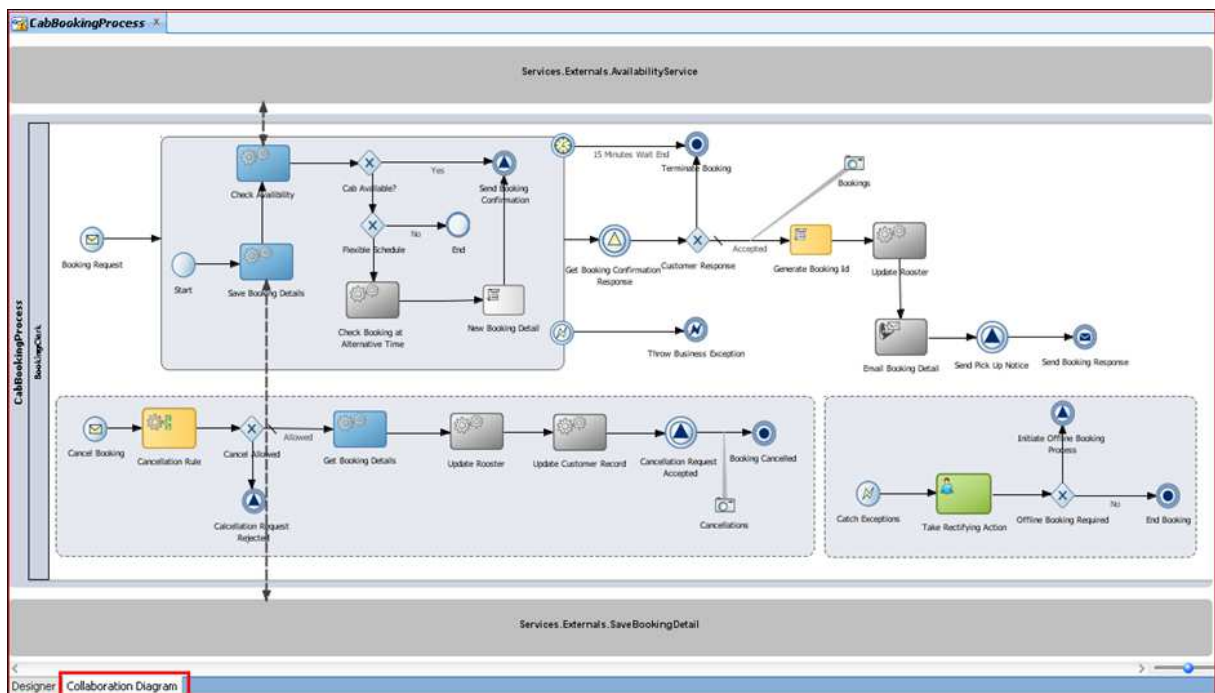 CabBookingProcess
Services.Externals.AvailabilityService
CabBookingProcess
BookingClerk
Booking Request
Start
Check Availibility
Save Booking Details
Cab Available?
Yes
Send Booking
Confirmation
Flexible Schedule
No
End
Check Booking at
Alternative Time
New Booking Detail
15 Minutes Wait End
Terminate Booking
Bookings
Get Booking Confirmation
Response
Customer Response
Accepted
Generate Booking Id
Update Rooster
Throw Business Exception
Email Booking Detail
Send Pick Up Notice
Send Booking Response
Cancel Booking
Cancellation Rule
Cancel Allowed
Allowed
Get Booking Details
Update Rooster
Update Customer Record
Cancellation Request
Accepted
Booking Cancelled
Calcellation Request
Rejected
Cancellations
Initiate Offline Booking
Process
Catch Exceptions
Take Rectifying Action
Offline Booking Required
No
End Booking
Services.Externals.SaveBookingDetail
Designer
Collaboration Diagram